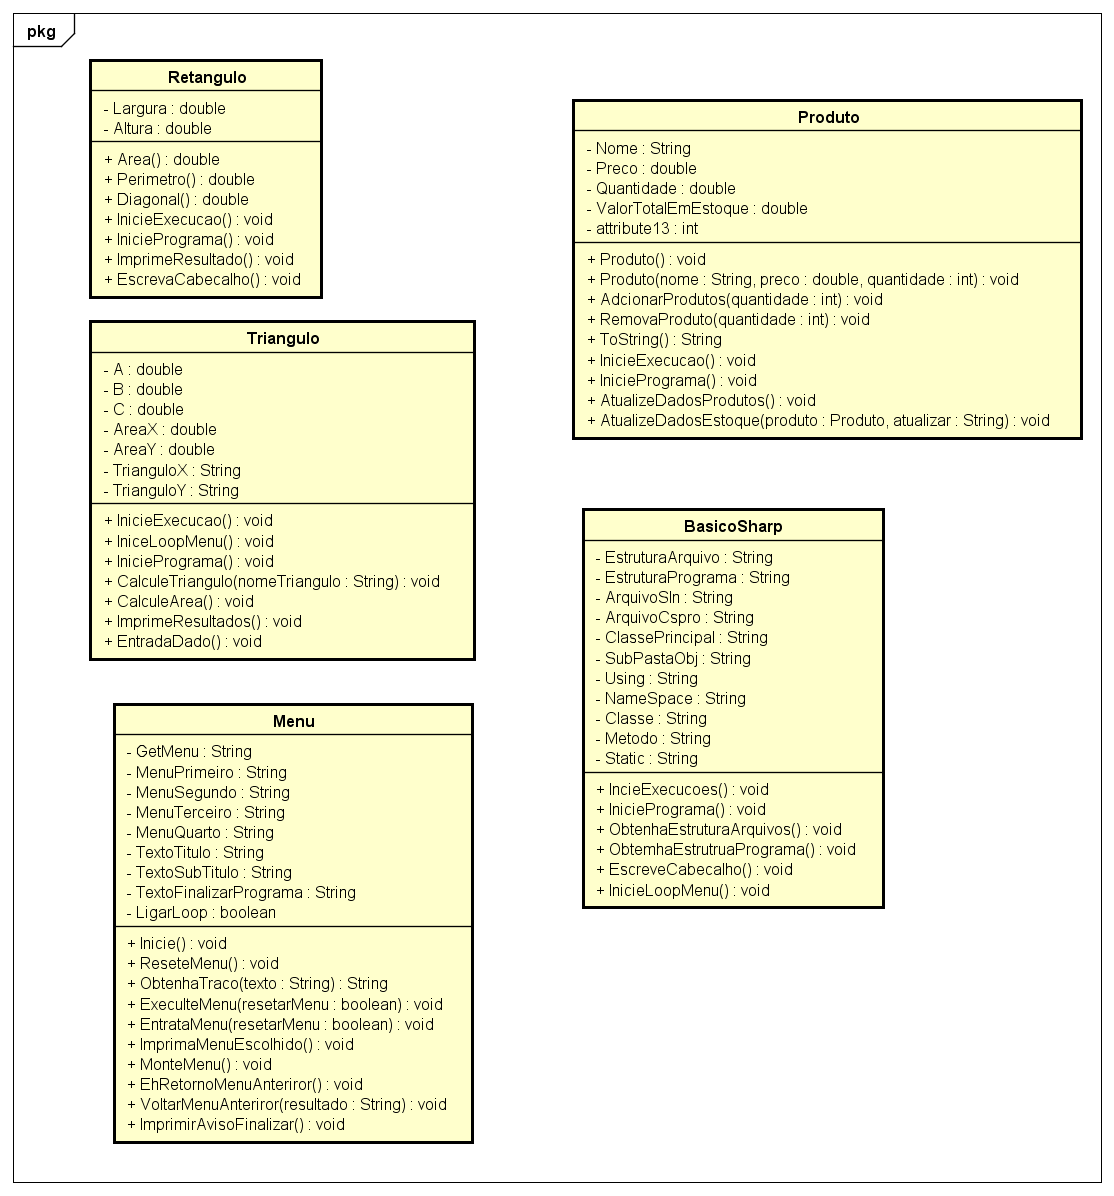 pkg
Retangulo
- Largura : double
- Altura : double
+ Area() : double
+ Perimetro() : double
+ Diagonal() : double
+ InicieExecucao() : void
+ IniciePrograma() : void
+ ImprimeResultado() : void
+ EscrevaCabecalho() : void
Triangulo
- A : double
- B : double
- C : double
- AreaX : double
- AreaY : double
- TrianguloX : String
- TrianguloY : String
+ InicieExecucao() : void
+ IniceLoopMenu() : void
+ IniciePrograma() : void
+ CalculeTriangulo(nomeTriangulo : String) : void
+ CalculeArea() : void
+ ImprimeResultados() : void
+ EntradaDado() : void
Menu
- GetMenu : String
- MenuPrimeiro : String
- MenuSegundo : String
- MenuTerceiro : String
- MenuQuarto : String
- TextoTitulo : String
- TextoSubTitulo : String
- TextoFinalizarPrograma : String
- LigarLoop : boolean
+ Inicie() : void
+ ReseteMenu() : void
+ ObtenhaTraco(texto : String) : String
+ ExeculteMenu(resetarMenu : boolean) : void
+ EntrataMenu(resetarMenu : boolean) : void
+ ImprimaMenuEscolhido() : void
+ MonteMenu() : void
+ EhRetornoMenuAnteriror() : void
+ VoltarMenuAnteriror(resultado : String) : void
+ ImprimirAvisoFinalizar() : void
Produto
- Nome : String
- Preco : double
- Quantidade : double
- ValorTotalEmEstoque : double
- attribute13 : int
+ Produto() : void
+ Produto(nome : String, preco : double, quantidade : int) : void
+ AdcionarProdutos(quantidade : int) : void
+ RemovaProduto(quantidade : int) : void
+ ToString() : String
+ InicieExecucao() : void
+ IniciePrograma() : void
+ AtualizeDadosProdutos() : void
+ AtualizeDadosEstoque(produto : Produto, atualizar : String) : void
BasicoSharp
- EstruturaArquivo : String
- EstruturaPrograma : String
- ArquivoSln : String
- ArquivoCspro : String
- ClassePrincipal : String
- SubPastaObj : String
- Using : String
- NameSpace : String
- Classe : String
- Metodo : String
- Static : String
+ IncieExecucoes() : void
+ IniciePrograma() : void
+ ObtenhaEstruturaArquivos() : void
+ ObtemhaEstrutruaPrograma() : void
+ EscreveCabecalho() : void
+ InicieLoopMenu() : void